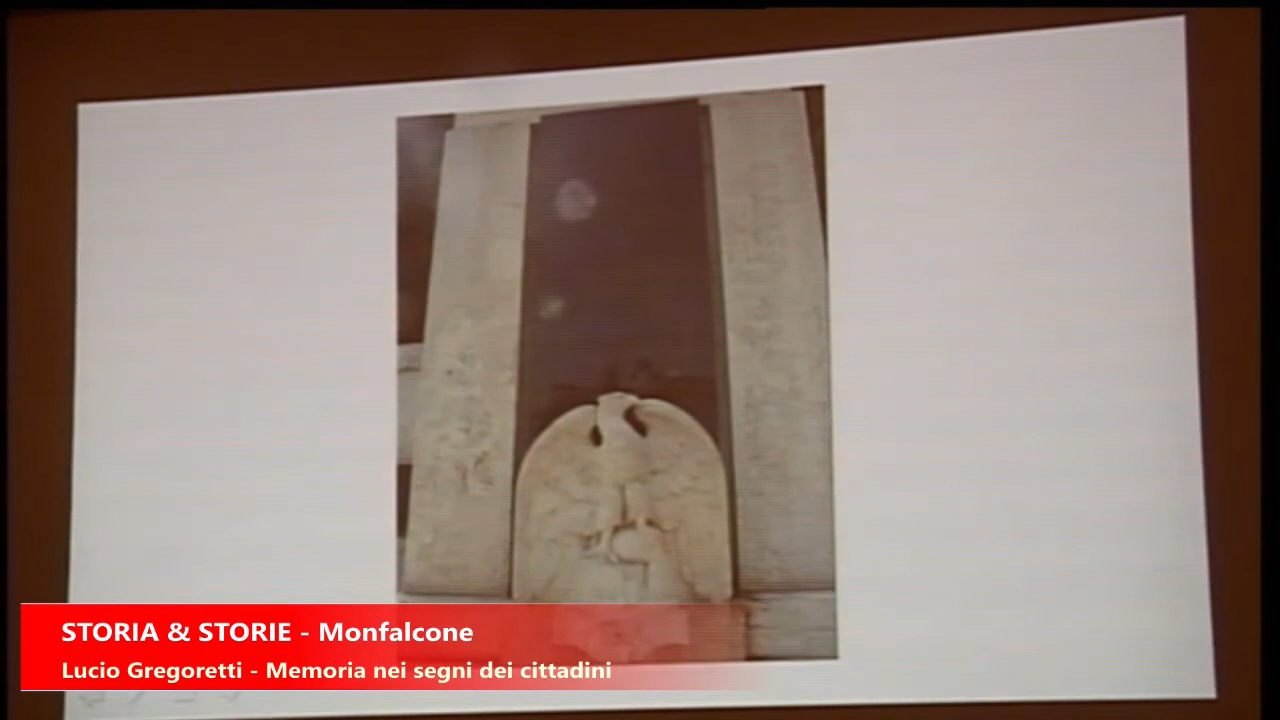 STORIA & STORIE - Monfalcone
Lucio Gregoretti - Memoria nei segni dei cittadini